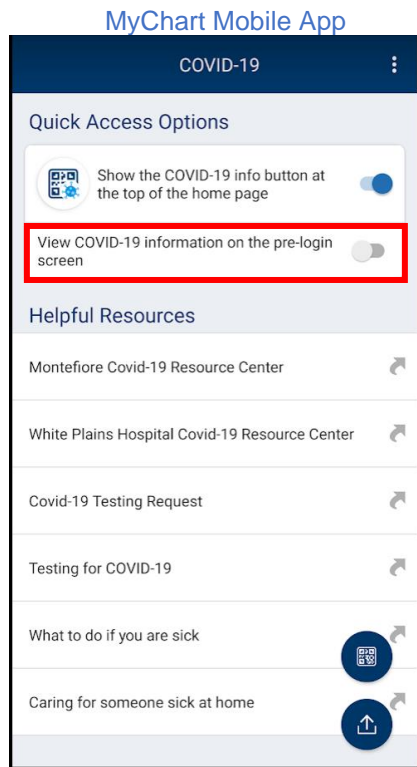 MyChart Mobile App
COVID-19
Quick Access Options
Show the COVID-19 info button at
the top of the home page
View COVID-19 information on the pre-login
screen
Helpful Resources
Montefiore Covid-19 Resource Center
White Plains Hospital Covid-19 Resource Center
Covid-19 Testing Request
Testing for COVID-19
What to do if you are sick
Caring for someone sick at home